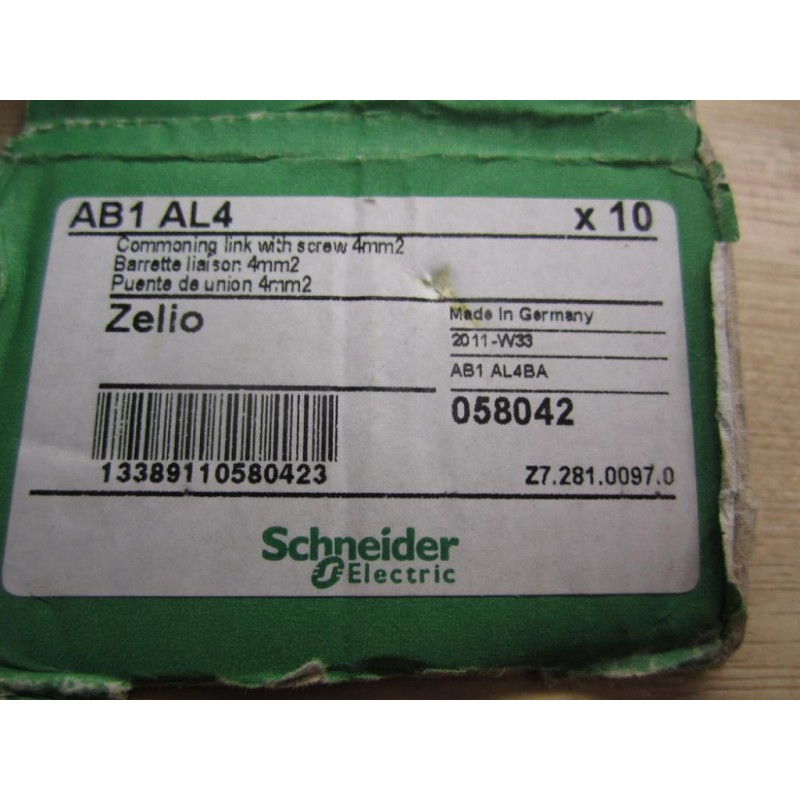 AB1 AL4 x 10
Commoning link with screw 4mm2
Barrette liaison 4mm2
Puente de union 4mm2
Zelio
Made In Germany
2011-W33
AB1 AL4BA
058042
13389110580423
Z7.281.0097.0
Schneider
Electric